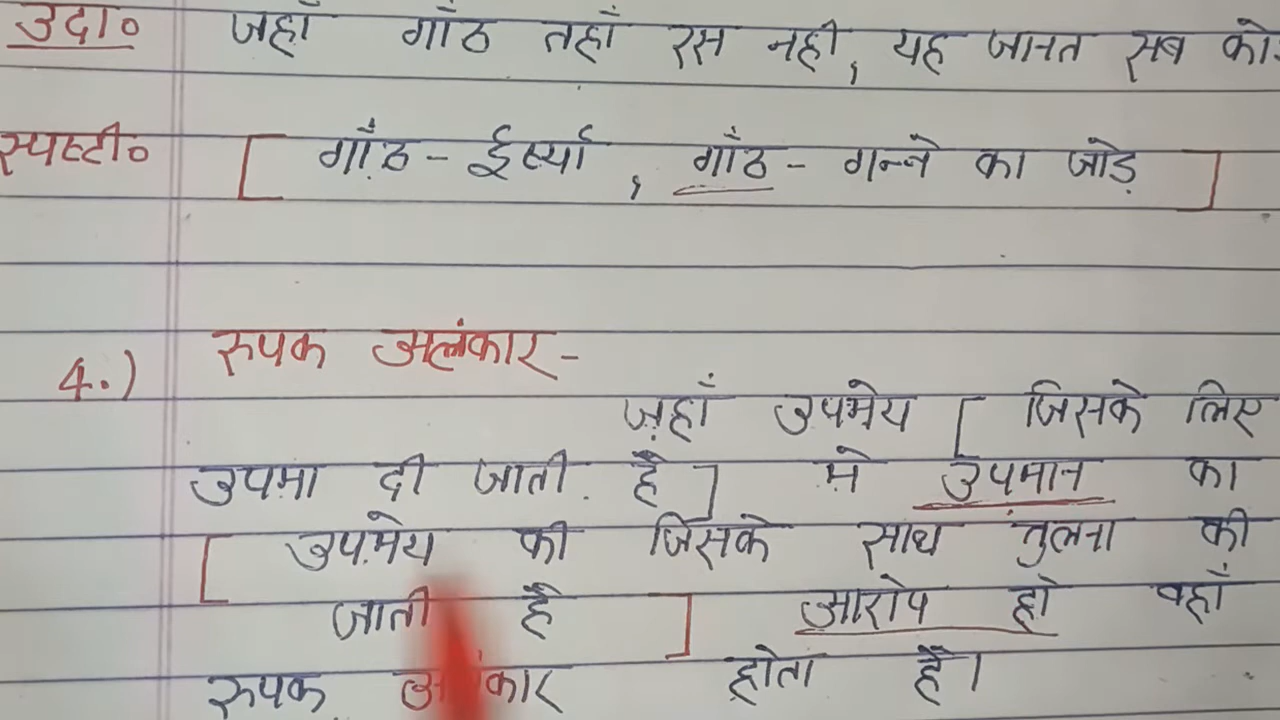 उदा० जहाँ गाँठ तहाँ रस नही, यह जानत सब को
स्पष्टी० [ गाँठ - ईर्ष्या , गाँठ - गन्ने का जोड़ ]
4.) रुपक अलंकार -
जहाँ उपमेय [ जिसके लिए
उपमा दी जाती है ] मे उपमान का
[ उपमेय की जिसके साथ तुलना की
जाती है ] आरोप हो वहाँ
रुपक अलंकार होता है।